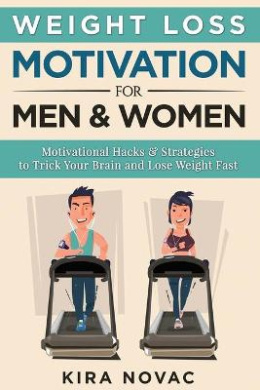 WEIGHT LOSS
MOTIVATION
FOR
MEN & WOMEN
Motivational Hacks & Strategies
to Trick Your Brain and Lose Weight Fast
KIRA NOVAC